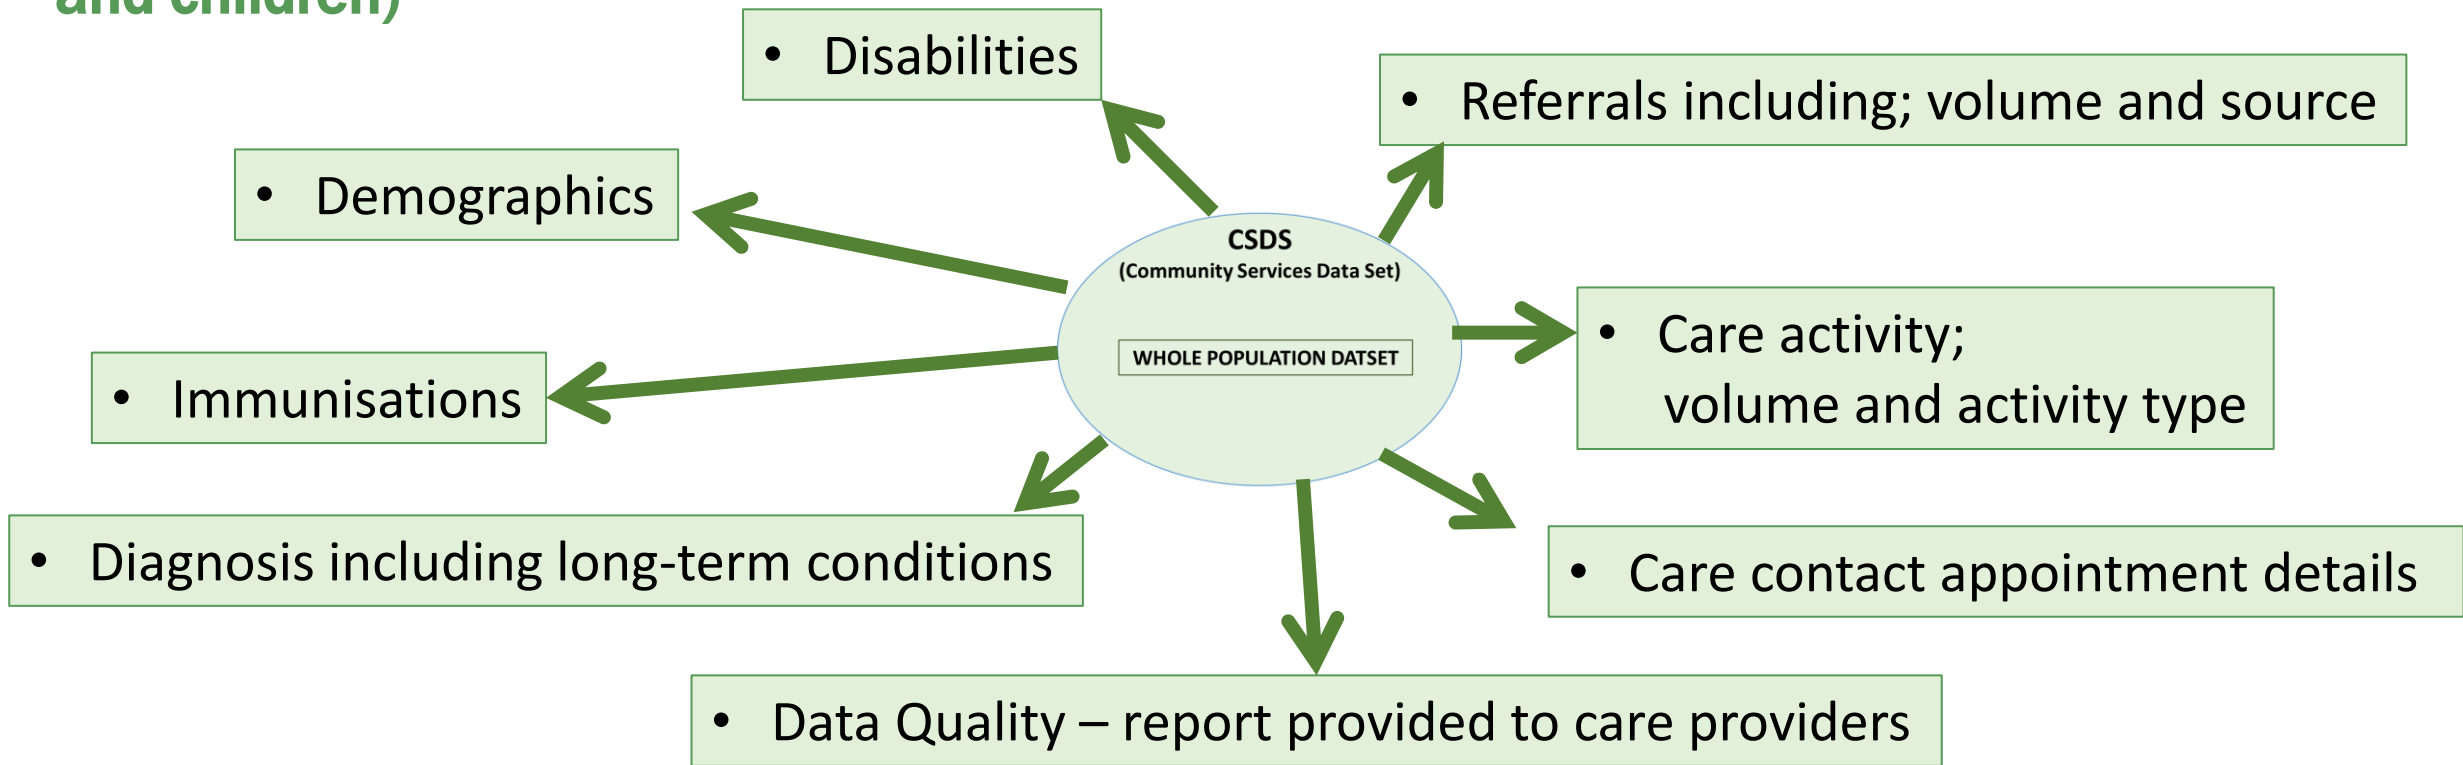 and children)
• Disabilities
• Referrals including; volume and source
• Demographics
CSDS
(Community Services Data Set)
WHOLE POPULATION DATSET
• Care activity;
volume and activity type
• Immunisations
• Diagnosis including long-term conditions
• Care contact appointment details
• Data Quality – report provided to care providers